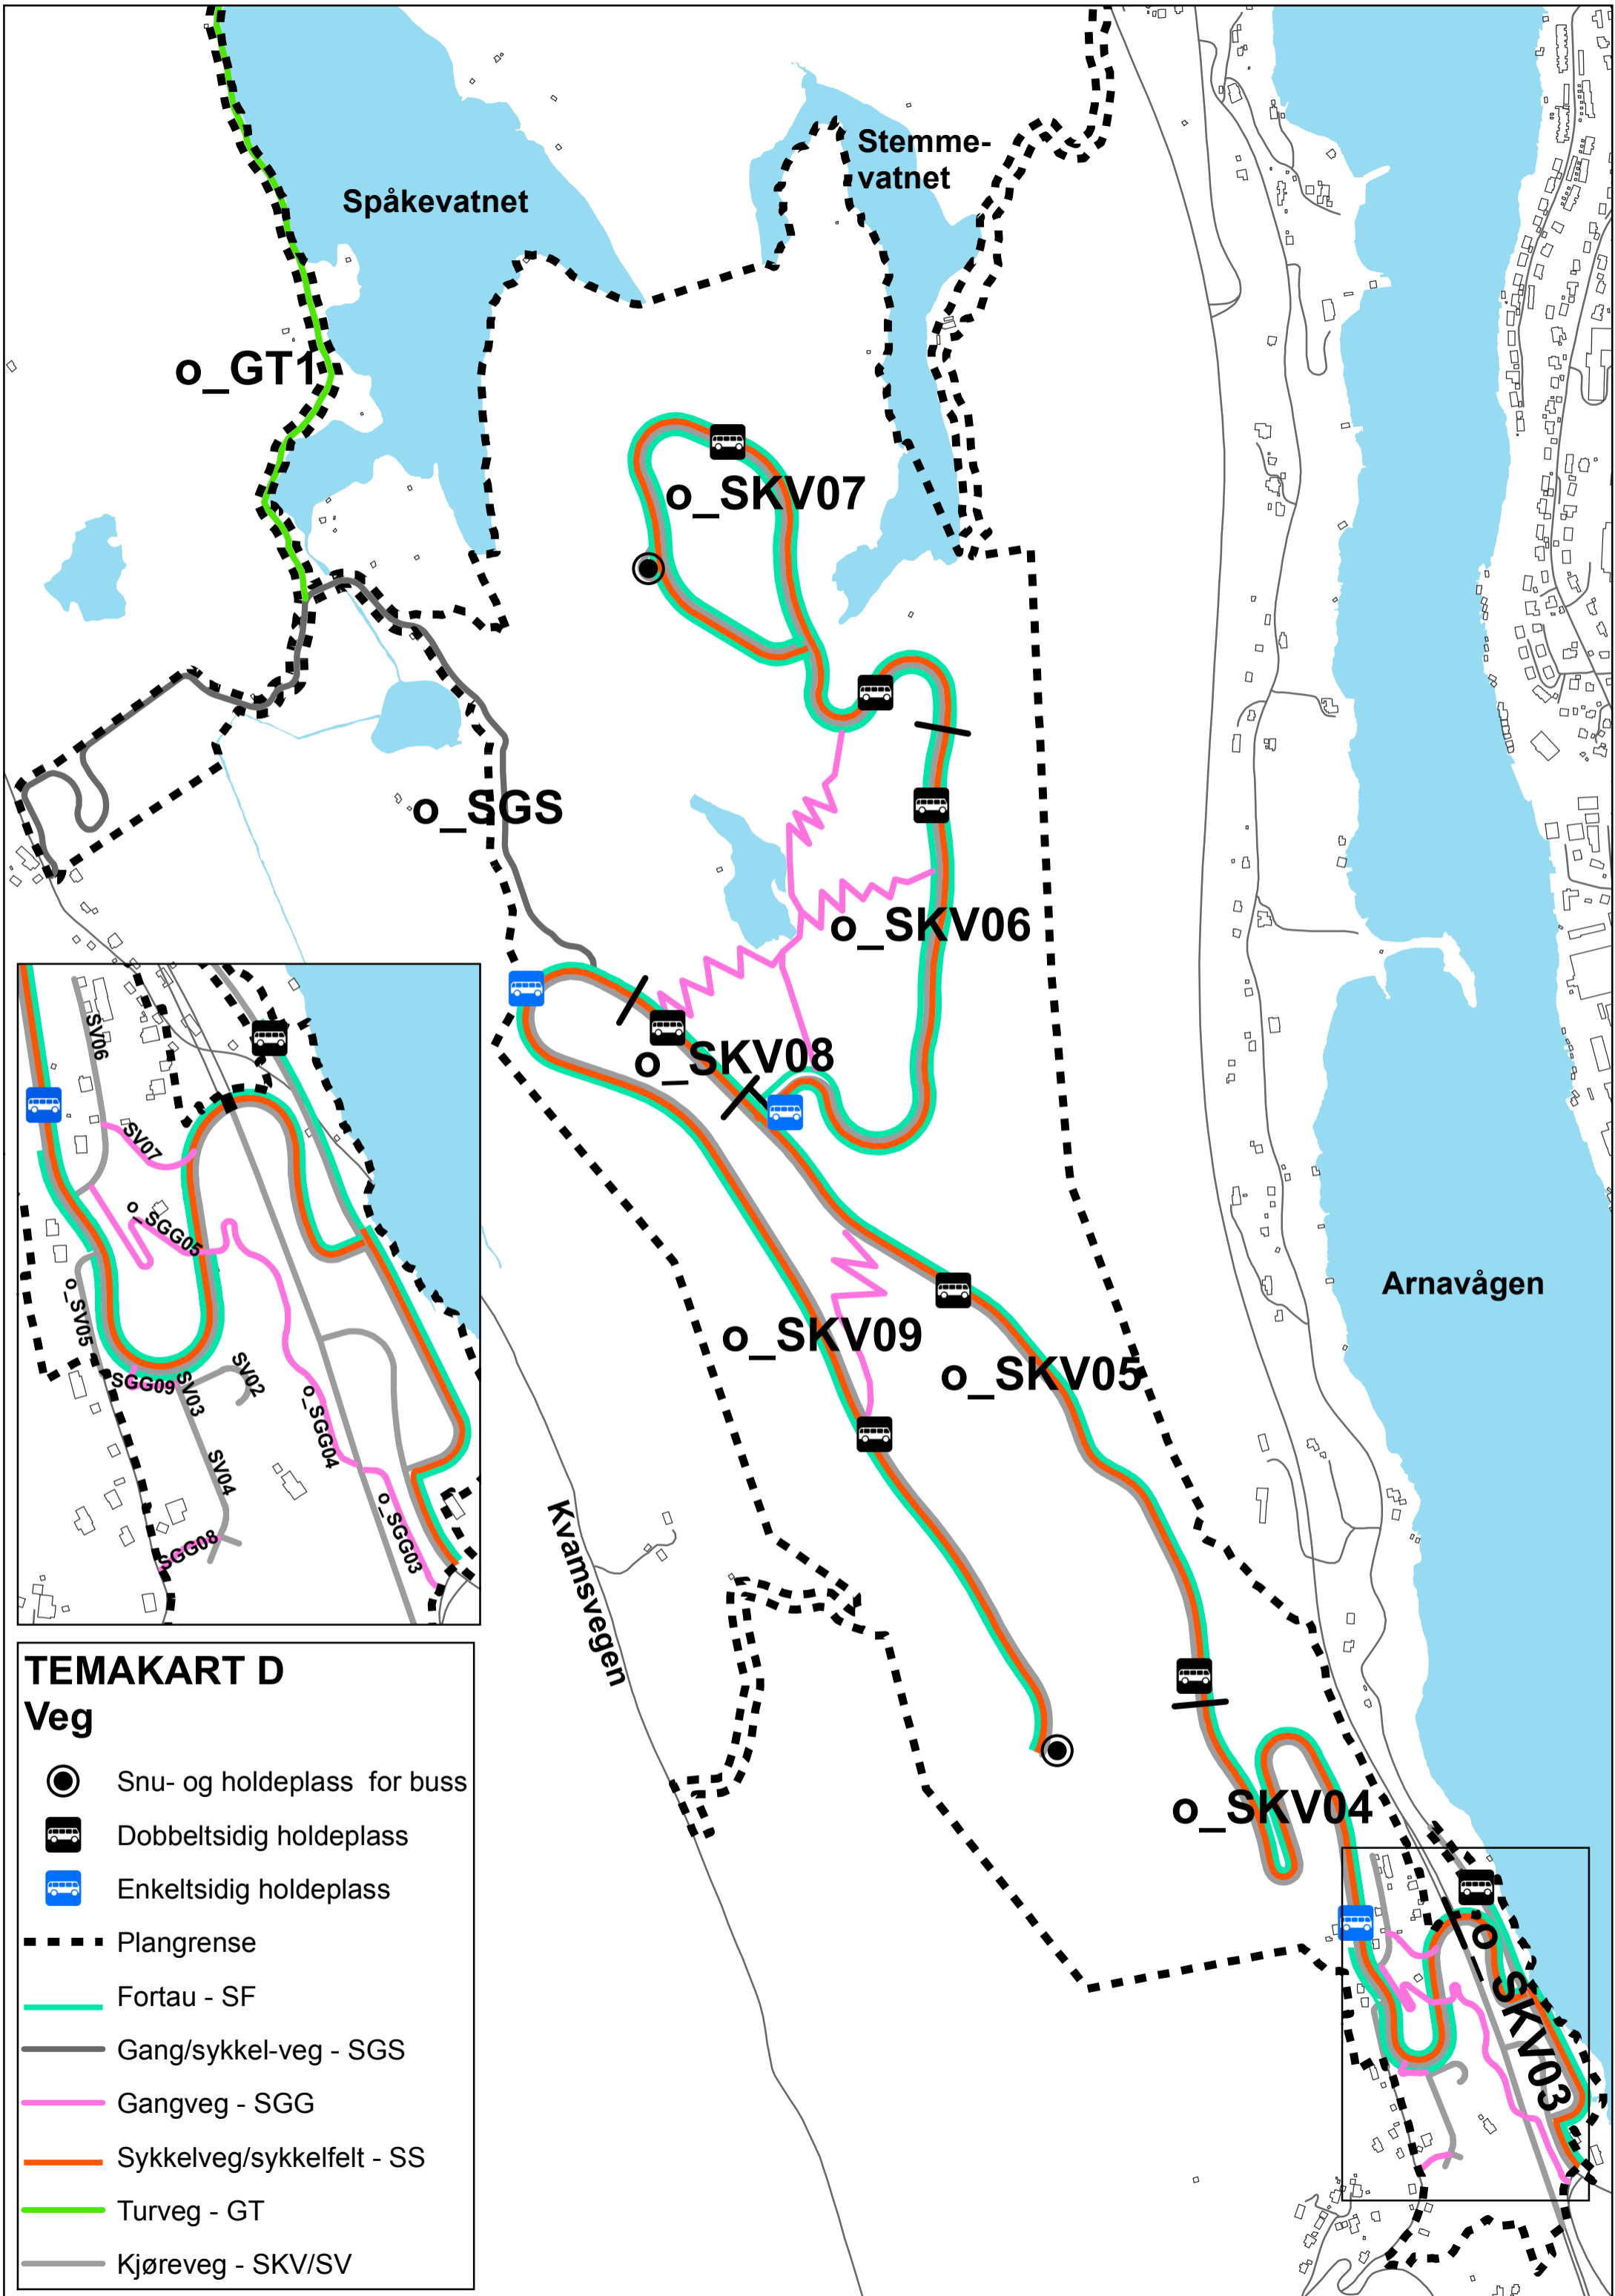 Stemme-
vatnet
Spåkevatnet
o_GT1
o_SKV07
o_SGS
o_SKV06
o_SKV08
Arnavågen
o_SKV09
o_SKV05
Kvamsvegen
o_SKV04
o_SKV03
SV06
SV07
o_SGG05
o_SV05
SGG09
SV03
SV02
o_SGG04
SV04
o_SGG03
SGG08
TEMAKART D
Veg
Snu- og holdeplass for buss
Dobbeltsidig holdeplass
Enkeltsidig holdeplass
Plangrense
Fortau - SF
Gang/sykkel-veg - SGS
Gangveg - SGG
Sykkelveg/sykkelfelt - SS
Turveg - GT
Kjøreveg - SKV/SV